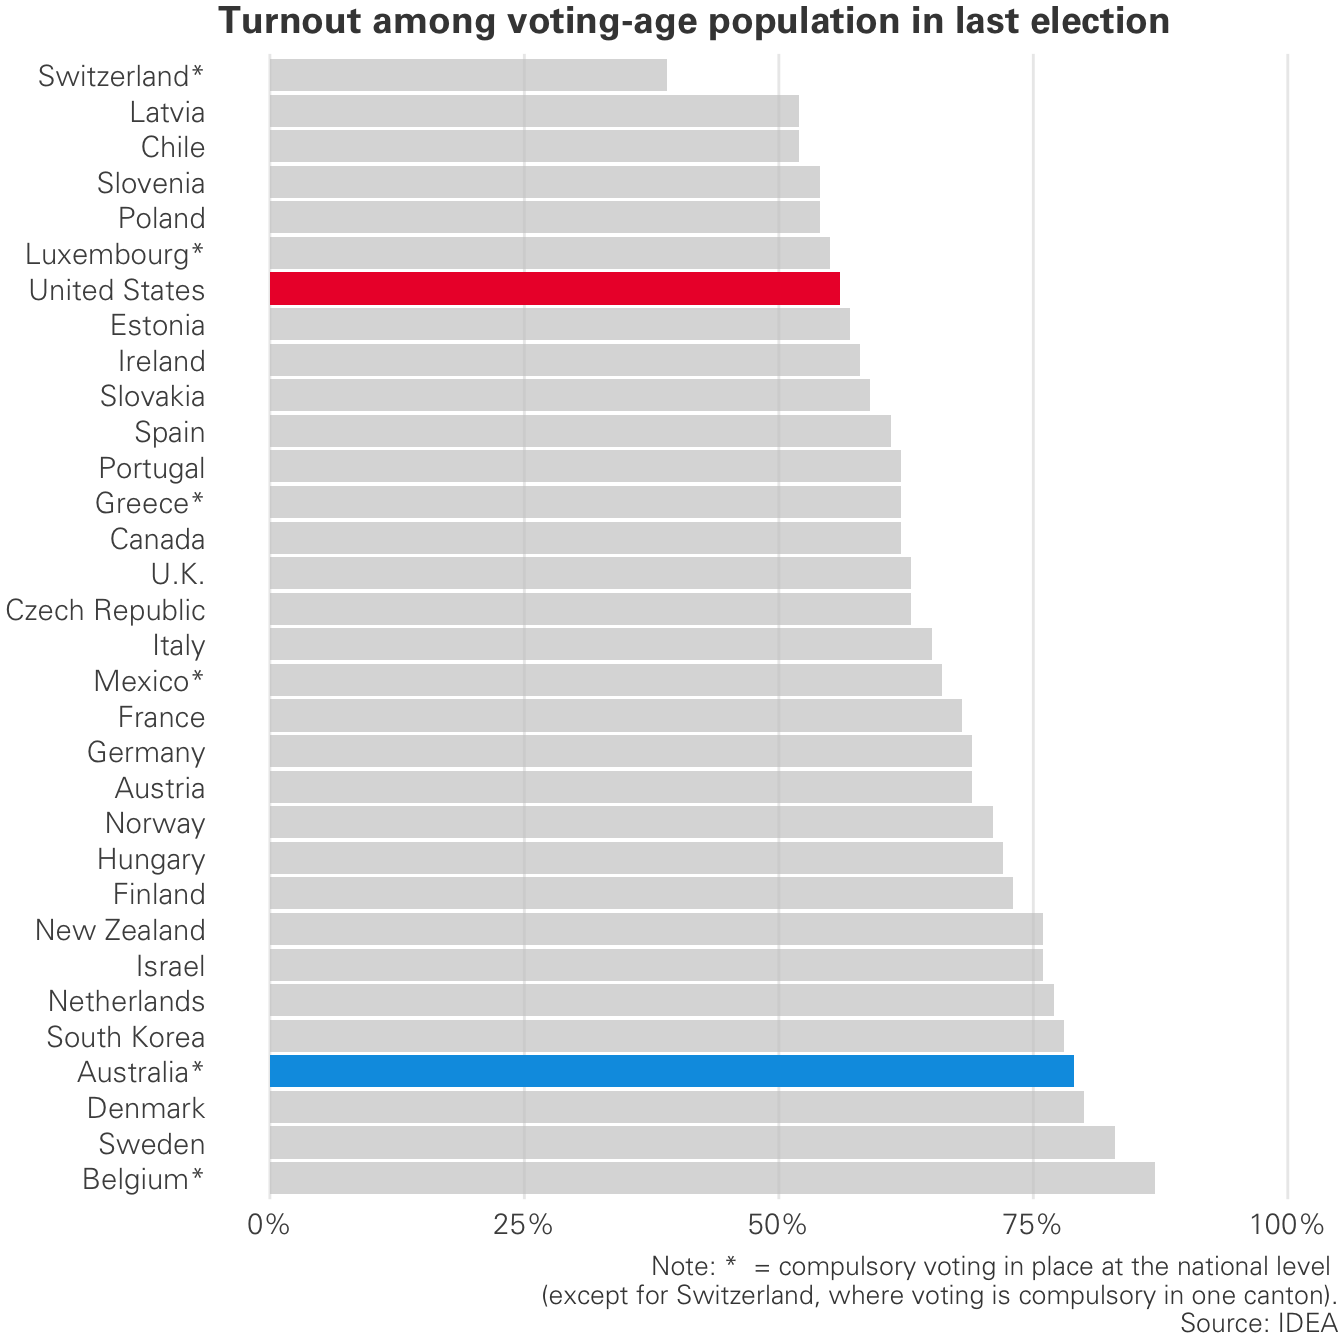 Turnout among voting-age population in last election
Switzerland*
Latvia
Chile
Slovenia
Poland
Luxembourg*
United States
Estonia
Ireland
Slovakia
Spain
Portugal
Greece*
Canada
U.K.
Czech Republic
Italy
Mexico*
France
Germany
Austria
Norway
Hungary
Finland
New Zealand
Israel
Netherlands
South Korea
Australia*
Denmark
Sweden
Belgium*
0% 25% 50% 75% 100%
Note: * = compulsory voting in place at the national level
(except for Switzerland, where voting is compulsory in one canton).
Source: IDEA